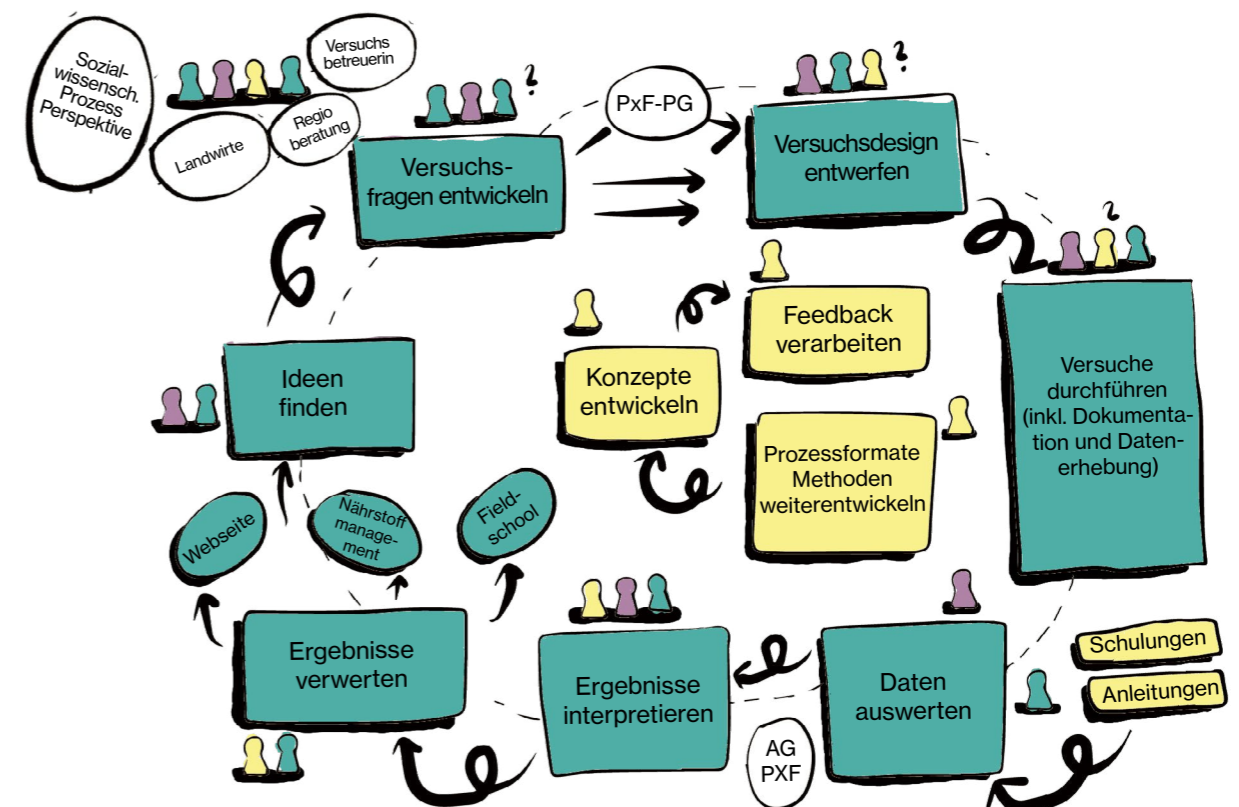 Sozial-
wissensch.
Prozess
Perspektive
Versuchs
betreuerin
Landwirte
Regio
beratung
?
Versuchs-
fragen entwickeln
PxF-PG
?
Versuchsdesign
entwerfen
?
Versuche
durchführen
(inkl. Dokumenta-
tion und Daten-
erhebung)
Feedback
verarbeiten
Konzepte
entwickeln
Prozessformate
Methoden
weiterentwickeln
Ideen
finden
Webseite
Nährstoff
manage-
ment
Field-
school
Ergebnisse
verwerten
Ergebnisse
interpretieren
AG
PXF
Daten
auswerten
Schulungen
Anleitungen